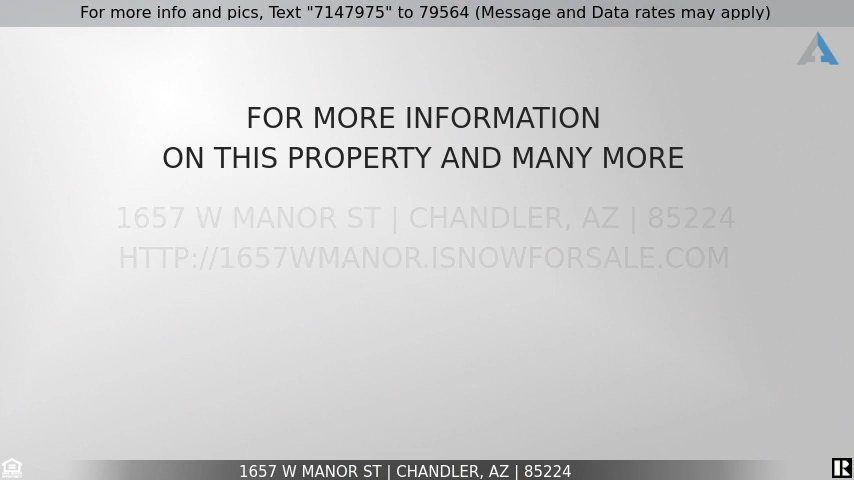 For more info and pics, Text "7147975" to 79564 (Message and Data rates may apply)
FOR MORE INFORMATION
ON THIS PROPERTY AND MANY MORE
1657 W MANOR ST | CHANDLER, AZ | 85224
HTTP://1657WMANOR.ISNOWFORSALE.COM
1657 W MANOR ST | CHANDLER, AZ | 85224